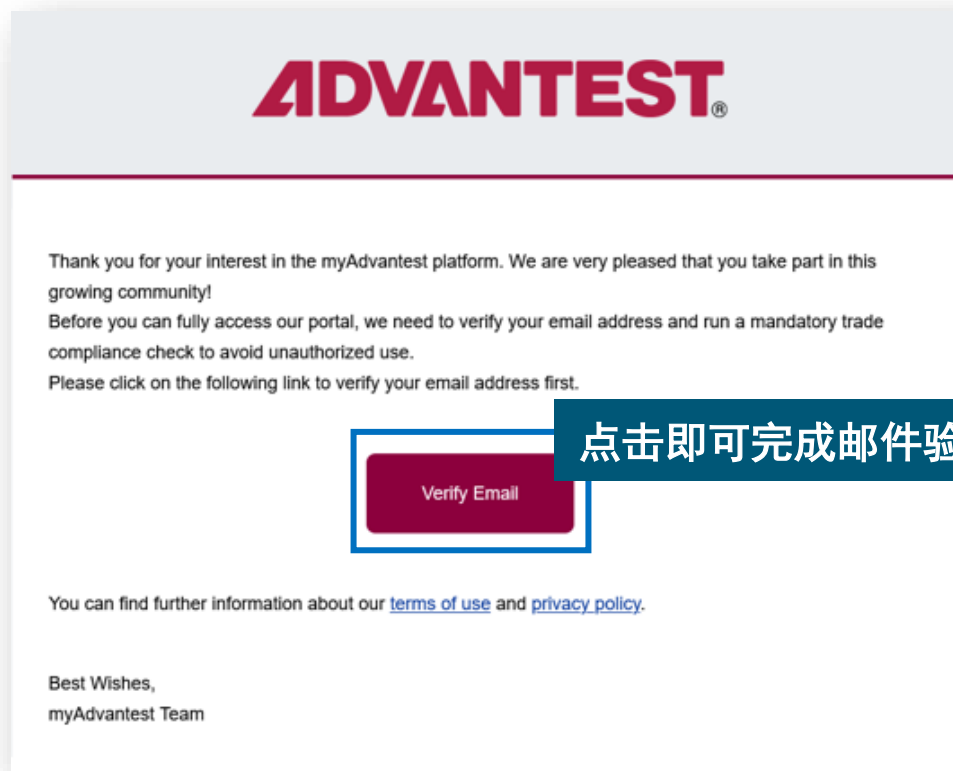 ADVANTEST®
Thank you for your interest in the myAdvantest platform. We are very pleased that you take part in this
growing community!
Before you can fully access our portal, we need to verify your email address and run a mandatory trade
compliance check to avoid unauthorized use.
Please click on the following link to verify your email address first.
点击即可完成邮件验
Verify Email
You can find further information about our terms of use and privacy policy.
Best Wishes,
myAdvantest Team